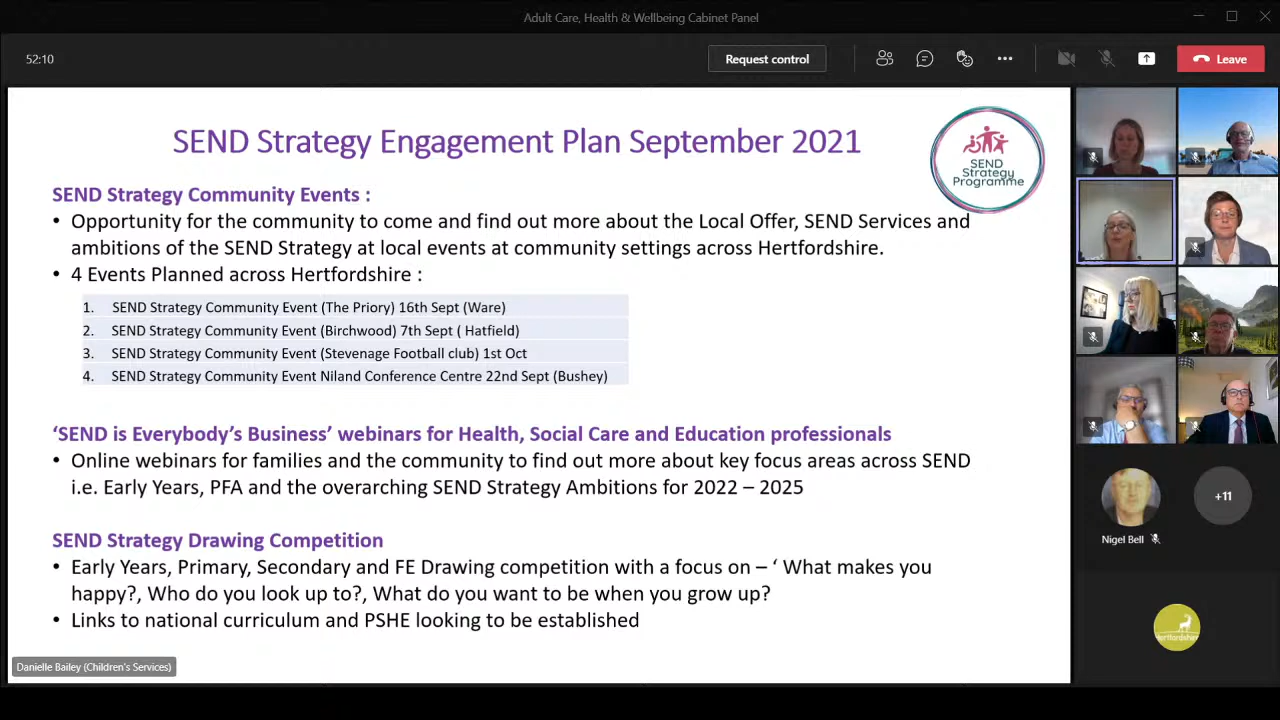 Adult Care, Health & Wellbeing Cabinet Panel
52:10
Request control
Leave
SEND Strategy Engagement Plan September 2021
SEND
Strategy
Programme
SEND Strategy Community Events :
• Opportunity for the community to come and find out more about the Local Offer, SEND Services and
ambitions of the SEND Strategy at local events at community settings across Hertfordshire.
• 4 Events Planned across Hertfordshire :
1. SEND Strategy Community Event (The Priory) 16th Sept (Ware)
2. SEND Strategy Community Event (Birchwood) 7th Sept ( Hatfield)
3. SEND Strategy Community Event (Stevenage Football club) 1st Oct
4. SEND Strategy Community Event Niland Conference Centre 22nd Sept (Bushey)
‘SEND is Everybody’s Business’ webinars for Health, Social Care and Education professionals
• Online webinars for families and the community to find out more about key focus areas across SEND
i.e. Early Years, PFA and the overarching SEND Strategy Ambitions for 2022 – 2025
SEND Strategy Drawing Competition
• Early Years, Primary, Secondary and FE Drawing competition with a focus on – ‘ What makes you
happy?, Who do you look up to?, What do you want to be when you grow up?
• Links to national curriculum and PSHE looking to be established
Danielle Bailey (Children's Services)
+11
Nigel Bell
Hertfordshire